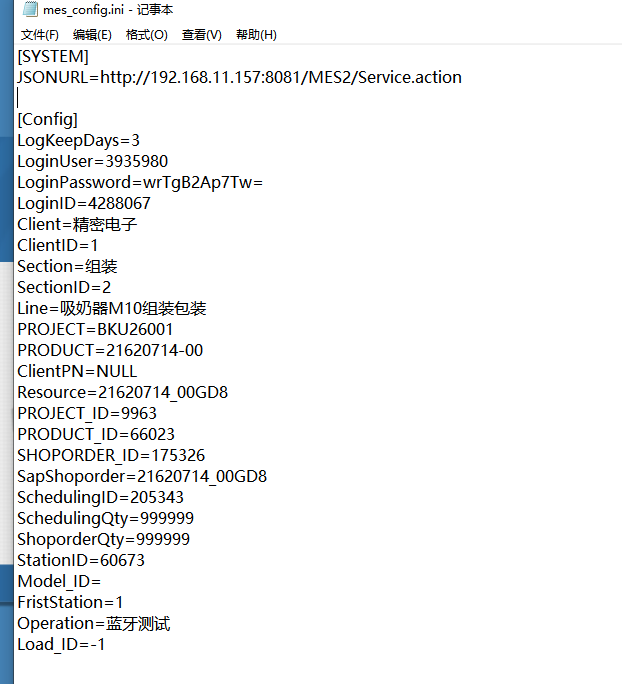 mes_config.ini - 记事本
文件(F) 编辑(E) 格式(O) 查看(V) 帮助(H)
[SYSTEM]
JSONURL=http://192.168.11.157:8081/MES2/Service.action
[Config]
LogKeepDays=3
LoginUser=3935980
LoginPassword=wrTgB2Ap7Tw=
LoginID=4288067
Client=精密电子
ClientID=1
Section=组装
SectionID=2
Line=吸奶器M10组装包装
PROJECT=BKU26001
PRODUCT=21620714-00
ClientPN=NULL
Resource=21620714_00GD8
PROJECT_ID=9963
PRODUCT_ID=66023
SHOPORDER_ID=175326
SapShoporder=21620714_00GD8
SchedulingID=205343
SchedulingQty=999999
ShoporderQty=999999
StationID=60673
Model_ID=
FristStation=1
Operation=蓝牙测试
Load_ID=-1